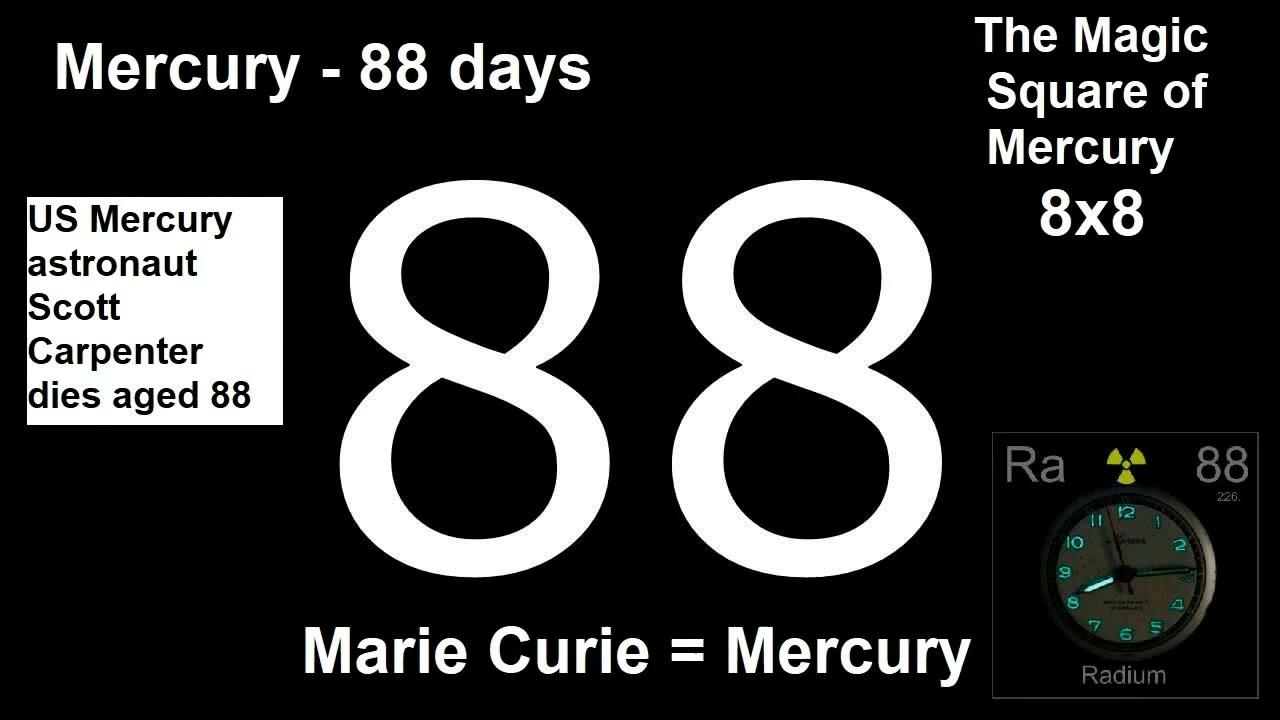 Mercury - 88 days
The Magic
Square of
Mercury
8x8
US Mercury
astronaut
Scott
Carpenter
dies aged 88
88
Ra 88
226.
12
11 1
10 2
9
8 4
7 5
6
Radium
Marie Curie = Mercury